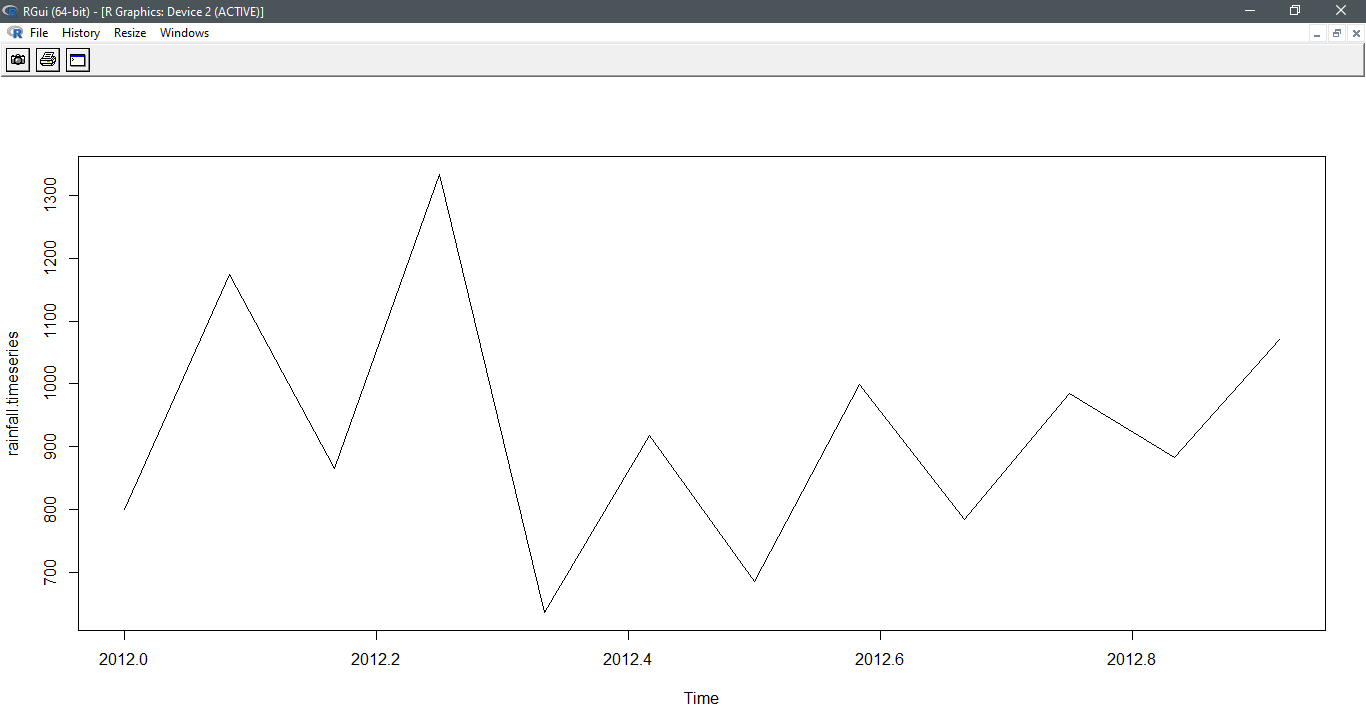 RGui (64-bit) - [R Graphics: Device 2 (ACTIVE)]
File History Resize Windows
rainfall.timeseries
1300
1200
1100
1000
900
800
700
2012.0 2012.2 2012.4 2012.6 2012.8
Time